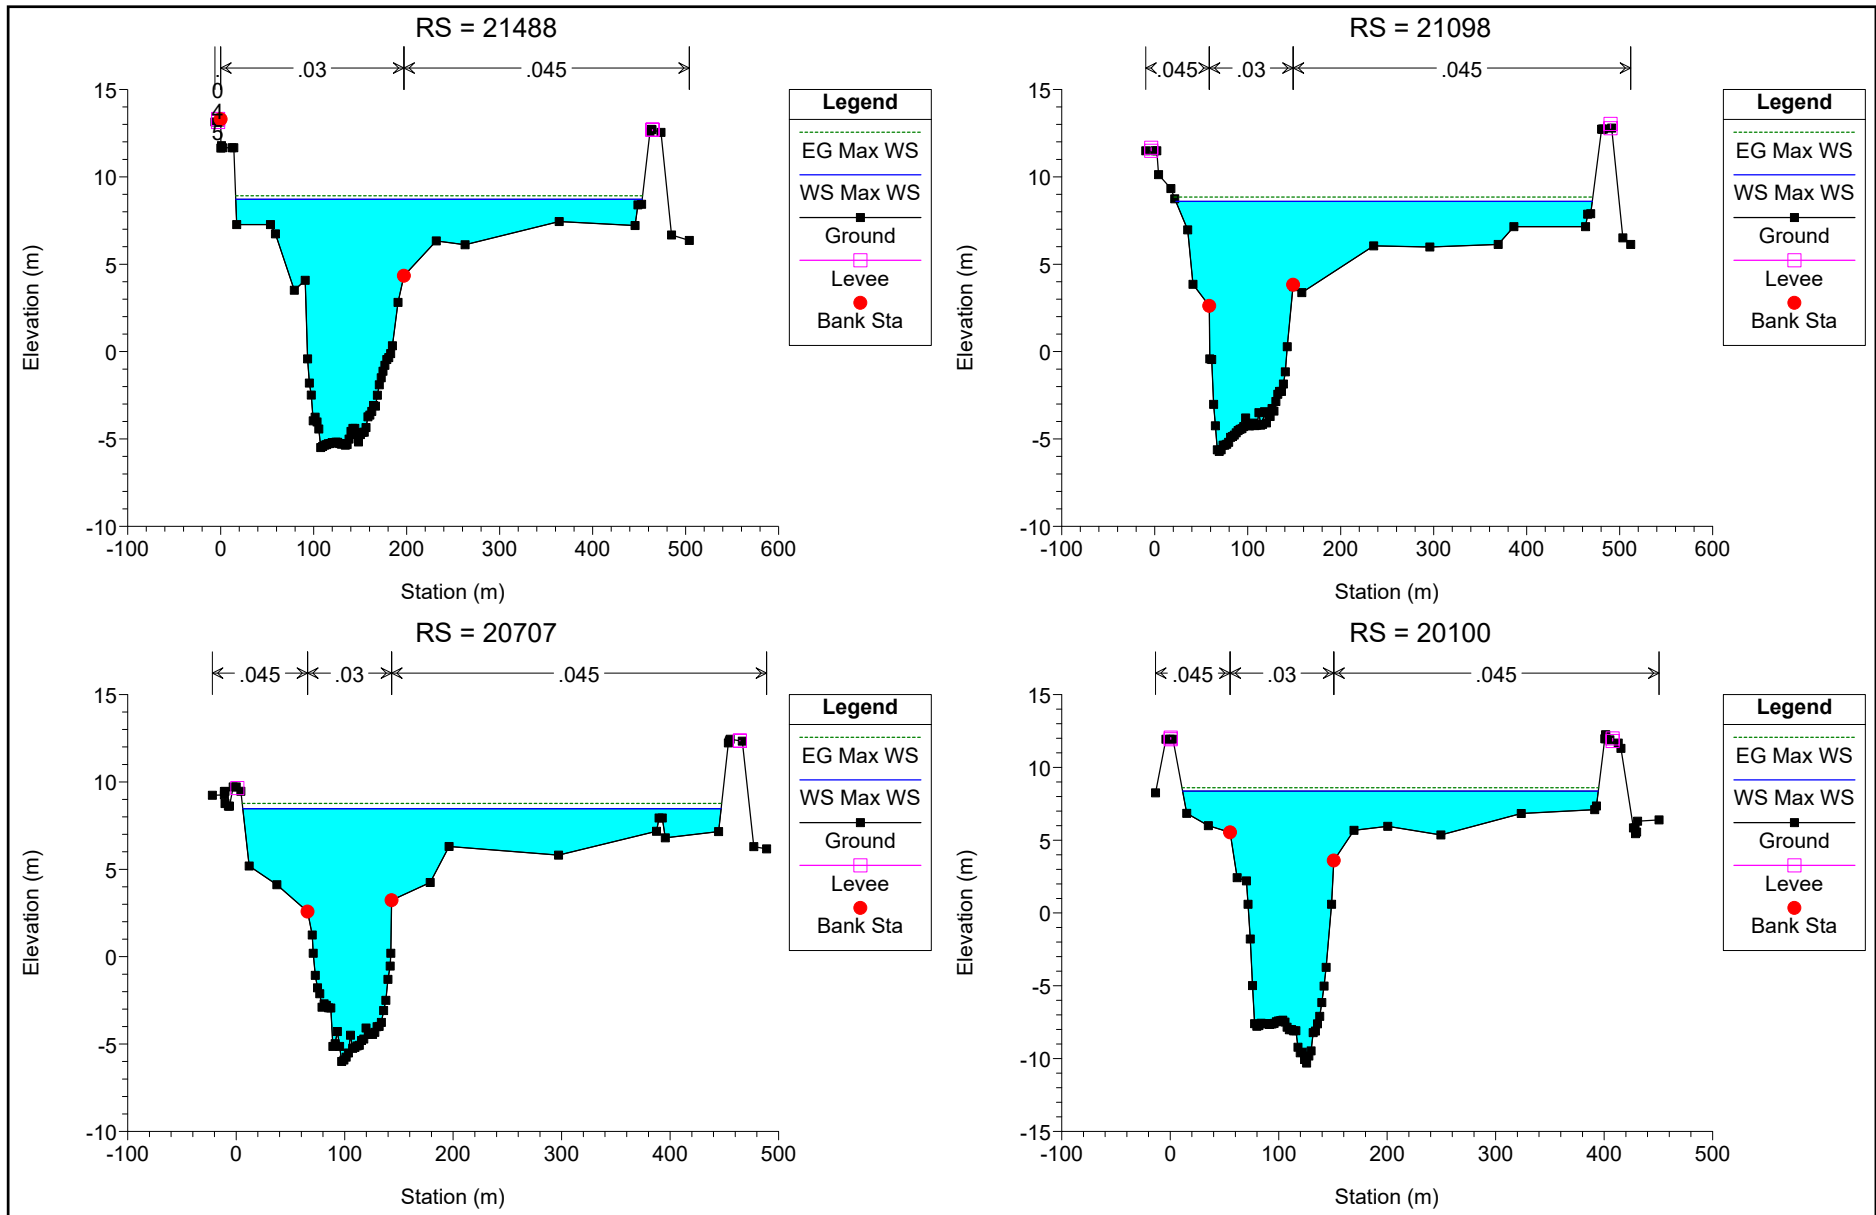 RS = 21488
.045
.03
.045
15
10
5
0
-5
-10
-100
0
100
200
300
400
500
600
Elevation (m)
Station (m)
Legend
EG Max WS
WS Max WS
Ground
Levee
Bank Sta
RS = 21098
.045
.03
.045
15
10
5
0
-5
-10
-100
0
100
200
300
400
500
600
Elevation (m)
Station (m)
Legend
EG Max WS
WS Max WS
Ground
Levee
Bank Sta
RS = 20707
.045
.03
.045
15
10
5
0
-5
-10
-100
0
100
200
300
400
500
Elevation (m)
Station (m)
Legend
EG Max WS
WS Max WS
Ground
Levee
Bank Sta
RS = 20100
.045
.03
.045
15
10
5
0
-5
-10
-15
-100
0
100
200
300
400
500
Elevation (m)
Station (m)
Legend
EG Max WS
WS Max WS
Ground
Levee
Bank Sta